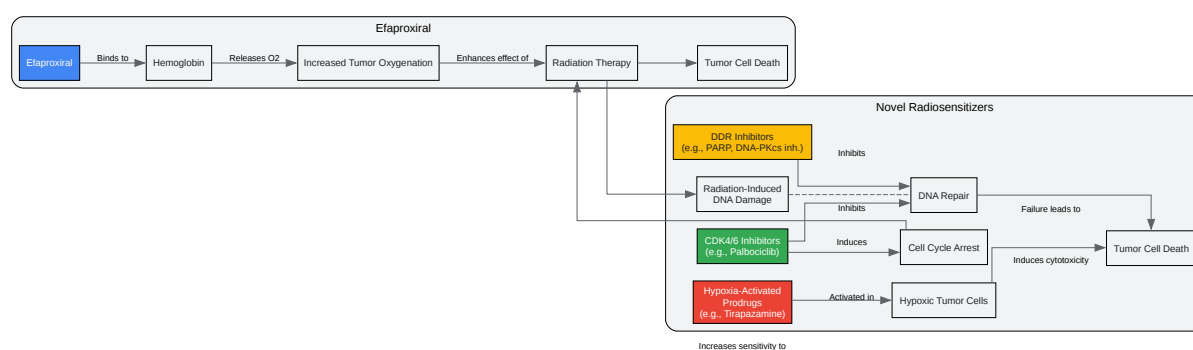 Efaproxiral
Efaproxiral
Binds to
Hemoglobin
Releases O2
Increased Tumor Oxygenation
Enhances effect of
Radiation Therapy
Tumor Cell Death
Novel Radiosensitizers
DDR Inhibitors
(e.g., PARP, DNA-PKcs inh.)
Inhibits
Radiation-Induced
DNA Damage
DNA Repair
Inhibits
Failure leads to
CDK4/6 Inhibitors
(e.g., Palbociclib)
Induces
Cell Cycle Arrest
Tumor Cell Death
Induces cytotoxicity
Hypoxia-Activated
Prodrugs
(e.g., Tirapazamine)
Activated in
Hypoxic Tumor Cells
Increases sensitivity to